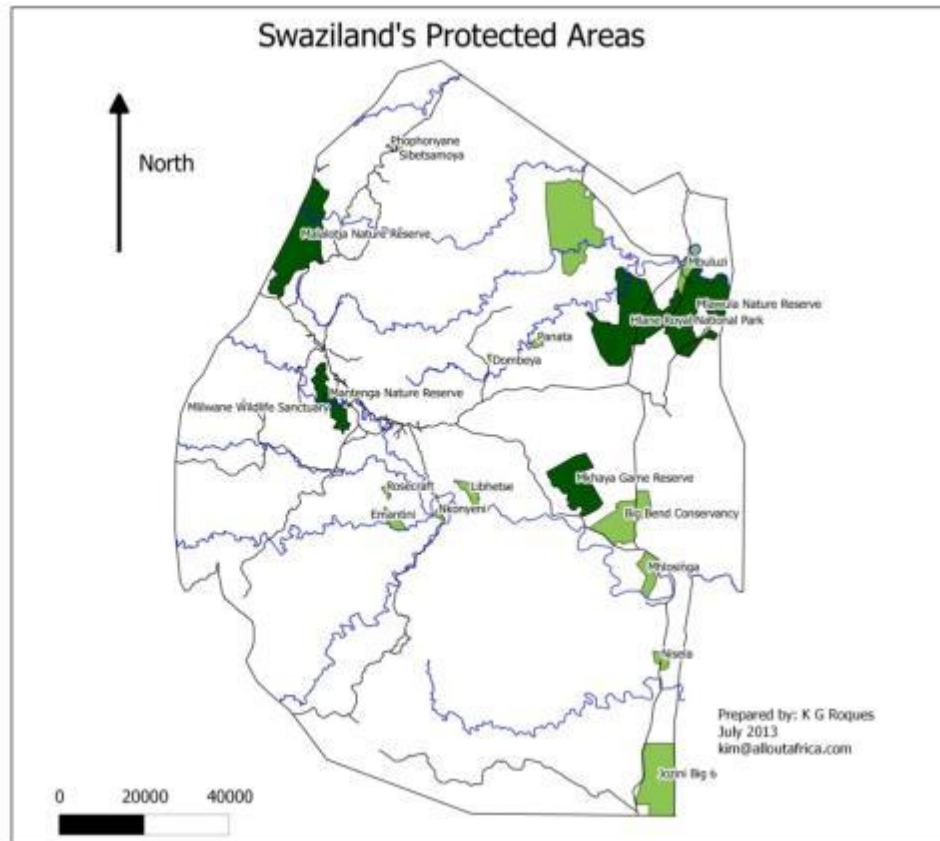 Swaziland's Protected Areas
North
Phophonyane
Sibetsamoya
Malalotja Nature Reserve
Mbuluzi
Mlawula Nature Reserve
Hlane Royal National Park
Panata
Dombeya
Mantenga Nature Reserve
Mlilwane Wildlife Sanctuary
Mkhaya Game Reserve
Rosecraft
Libhetse
Emantini
Nkonyeni
Big Bend Conservancy
Mhlosinga
Nisela
Prepared by: K G Roques
July 2013
kim@alloutafrica.com
Jozini Big 6
0 20000 40000